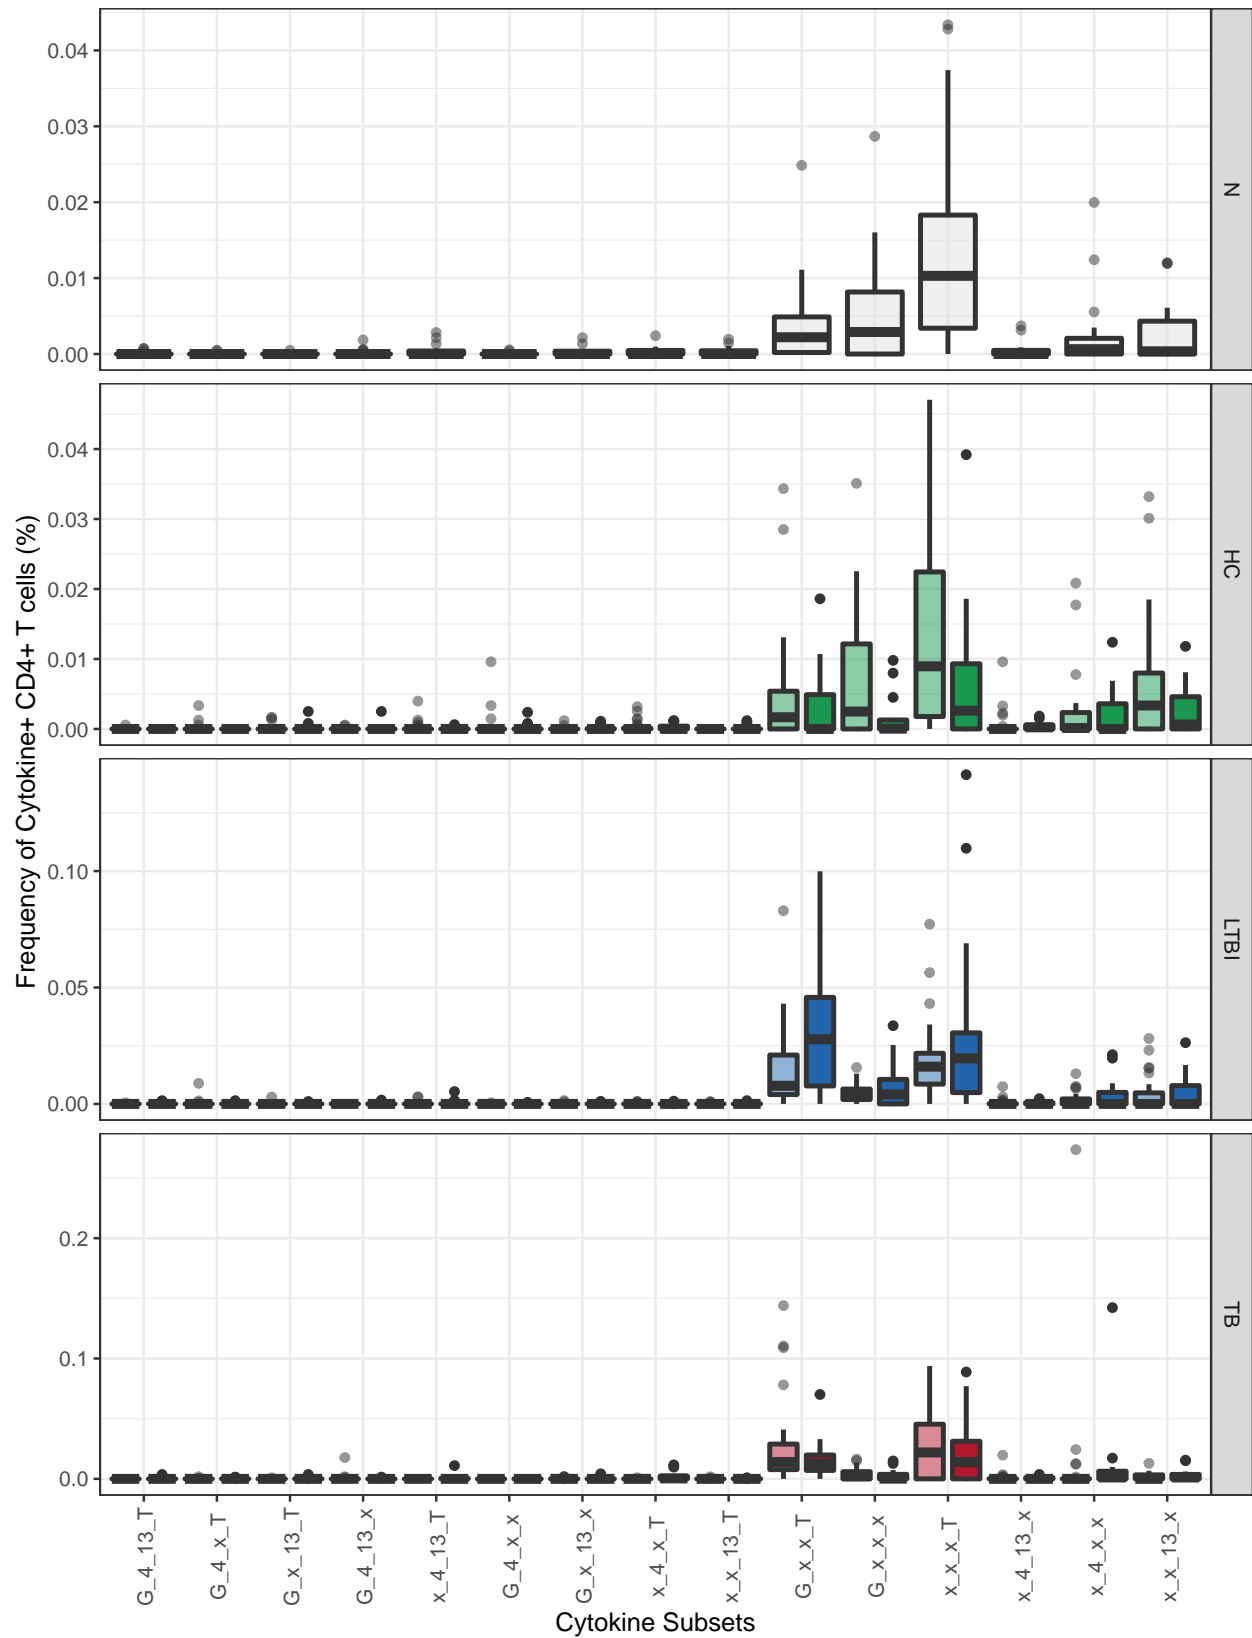 Frequency of Cytokine+ CD4+ T cells (%)
0.04
0.03
0.02
0.01
0.00
N
0.04
0.03
0.02
0.01
0.00
HC
0.10
0.05
0.00
LTBI
0.2
0.1
0.0
TB
G_4_13_T
G_4_x_T
G_x_13_T
G_4_13_x
x_4_13_T
G_4_x_x
G_x_13_x
x_4_x_T
x_x_13_T
G_x_x_T
G_x_x_x
x_x_x_T
x_4_13_x
x_4_x_x
x_x_13_x
Cytokine Subsets